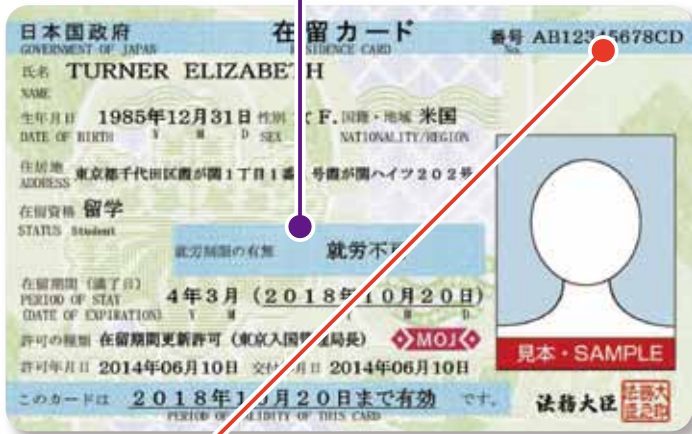 日本国政府 在留カード 番号 AB12345678CD
GOVERNMENT OF JAPAN RESIDENCE CARD No.
氏名 TURNER ELIZABETH
NAME
生年月日 1985年12月31日 性別 女 F. 国籍・地域 米国
DATE OF BIRTH Y M D SEX NATIONALITY/REGION
住居地 東京都千代田区霞が関1丁目1番 号霞が関ハイツ202号
ADDRESS
在留資格 留学
STATUS Student
就労制限の有無 就労不可
在留期間(満了日) 4年3月(2018年10月20日)
PERIOD OF STAY
(DATE OF EXPIRATION) Y M Y M D
許可の種類 在留期間更新許可(東京入国管理局長) MOJ
見本・SAMPLE
許可年月日 2014年06月10日 交付年月日 2014年06月10日
このカードは 2018年10月20日まで有効 です。 法務大臣
PERIOD OF VALIDITY OF THIS CARD